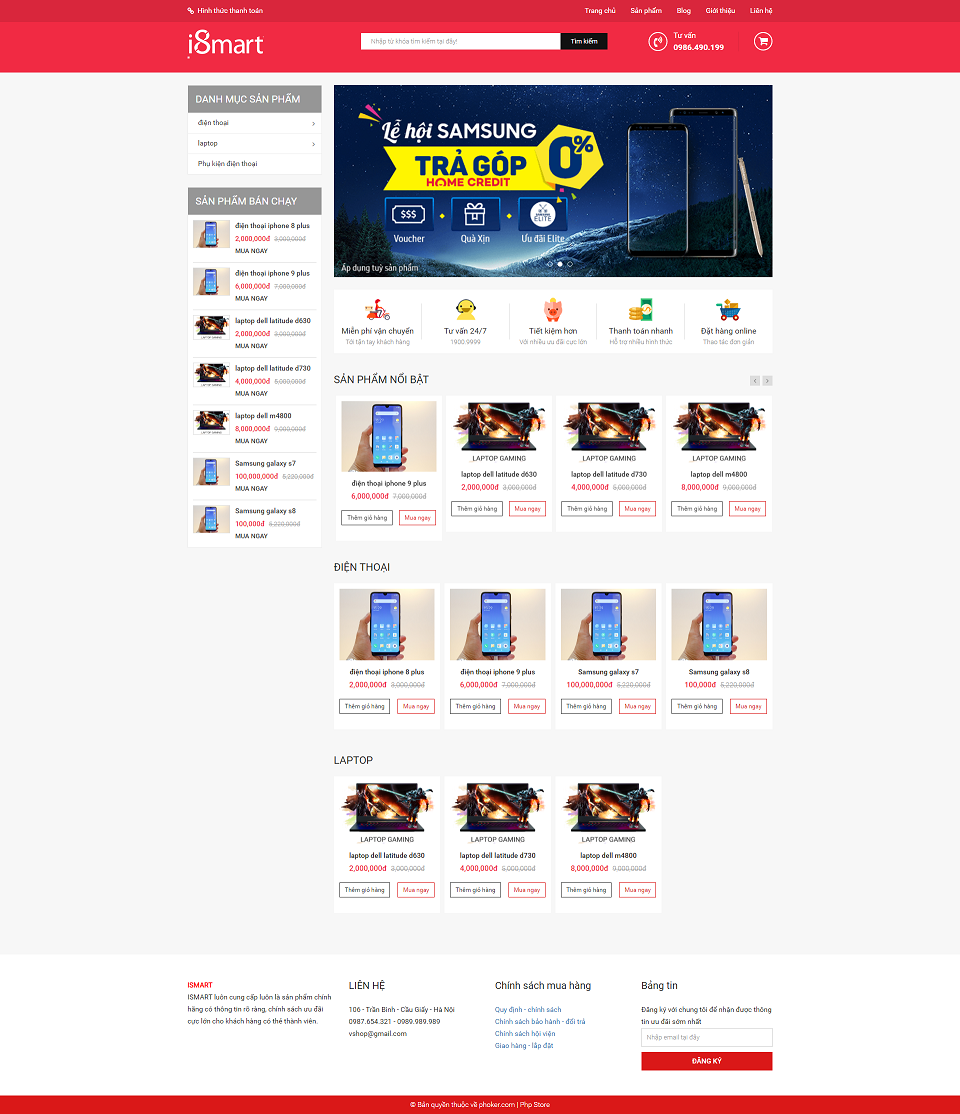 Hình thức thanh toán
Trang chủ Sản phẩm Blog Giới thiệu Liên hệ
iSmart
Nhập từ khóa tìm kiếm tại đây!
Tìm kiếm
Tư vấn
0986.490.199
DANH MỤC SẢN PHẨM
điện thoại
laptop
Phụ kiện điện thoại
SẢN PHẨM BÁN CHẠY
điện thoại iphone 8 plus
2,000,000đ 3,000,000đ
MUA NGAY
điện thoại iphone 9 plus
6,000,000đ 7,000,000đ
MUA NGAY
laptop dell latitude d630
2,000,000đ 3,000,000đ
MUA NGAY
laptop dell latitude d730
4,000,000đ 5,000,000đ
MUA NGAY
laptop dell m4800
8,000,000đ 9,000,000đ
MUA NGAY
Samsung galaxy s7
100,000,000đ 5,220,000đ
MUA NGAY
Samsung galaxy s8
100,000đ 5,220,000đ
MUA NGAY
Lễ hội SAMSUNG
TRẢ GÓP 0%
HOME CREDIT
$$$
SAMSUNG ELITE
Voucher Quà Xịn Ưu đãi Elite
Áp dụng tuỳ sản phẩm
Miễn phí vận chuyển
Tới tận tay khách hàng
Tư vấn 24/7
1900.9999
Tiết kiệm hơn
Với nhiều ưu đãi cực lớn
Thanh toán nhanh
Hỗ trợ nhiều hình thức
Đặt hàng online
Thao tác đơn giản
SẢN PHẨM NỔI BẬT
LAPTOP GAMING LAPTOP GAMING LAPTOP GAMING
điện thoại iphone 9 plus laptop dell latitude d630 laptop dell latitude d730 laptop dell m4800
6,000,000đ 7,000,000đ 2,000,000đ 3,000,000đ 4,000,000đ 5,000,000đ 8,000,000đ 9,000,000đ
Thêm giỏ hàng Mua ngay Thêm giỏ hàng Mua ngay Thêm giỏ hàng Mua ngay Thêm giỏ hàng Mua ngay
ĐIỆN THOẠI
điện thoại iphone 8 plus điện thoại iphone 9 plus Samsung galaxy s7 Samsung galaxy s8
2,000,000đ 3,000,000đ 6,000,000đ 7,000,000đ 100,000,000đ 5,220,000đ 100,000đ 5,220,000đ
Thêm giỏ hàng Mua ngay Thêm giỏ hàng Mua ngay Thêm giỏ hàng Mua ngay Thêm giỏ hàng Mua ngay
LAPTOP
LAPTOP GAMING LAPTOP GAMING LAPTOP GAMING
laptop dell latitude d630 laptop dell latitude d730 laptop dell m4800
2,000,000đ 3,000,000đ 4,000,000đ 5,000,000đ 8,000,000đ 9,000,000đ
Thêm giỏ hàng Mua ngay Thêm giỏ hàng Mua ngay Thêm giỏ hàng Mua ngay
ISMART
ISMART luôn cung cấp luôn là sản phẩm chính
hãng có thông tin rõ ràng, chính sách ưu đãi
cực lớn cho khách hàng có thẻ thành viên.
LIÊN HỆ
106 - Trần Bình - Cầu Giấy - Hà Nội
0987.654.321 - 0989.989.989
vshop@gmail.com
Chính sách mua hàng
Quy định - chính sách
Chính sách bảo hành - đổi trả
Chính sách hội viện
Giao hàng - lắp đặt
Bảng tin
Đăng ký với chung tôi để nhận được thông
tin ưu đãi sớm nhất
Nhập email tại đây
ĐĂNG KÝ
© Bản quyền thuộc về phoker.com | Php Store